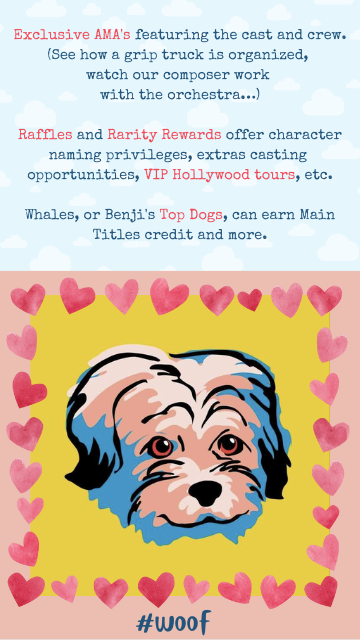 Exclusive AMA's featuring the cast and crew.
(See how a grip truck is organized,
watch our composer work
with the orchestra...)
Raffles and Rarity Rewards offer character
naming privileges, extras casting
opportunities, VIP Hollywood tours, etc.
Whales, or Benji's Top Dogs, can earn Main
Titles credit and more.
#woof